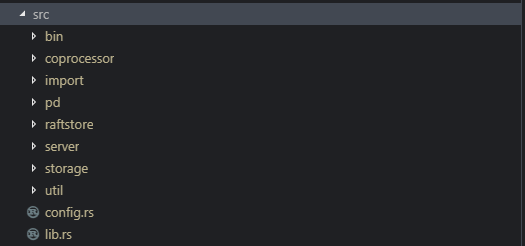 src
bin
coprocessor
import
pd
raftstore
server
storage
util
config.rs
lib.rs